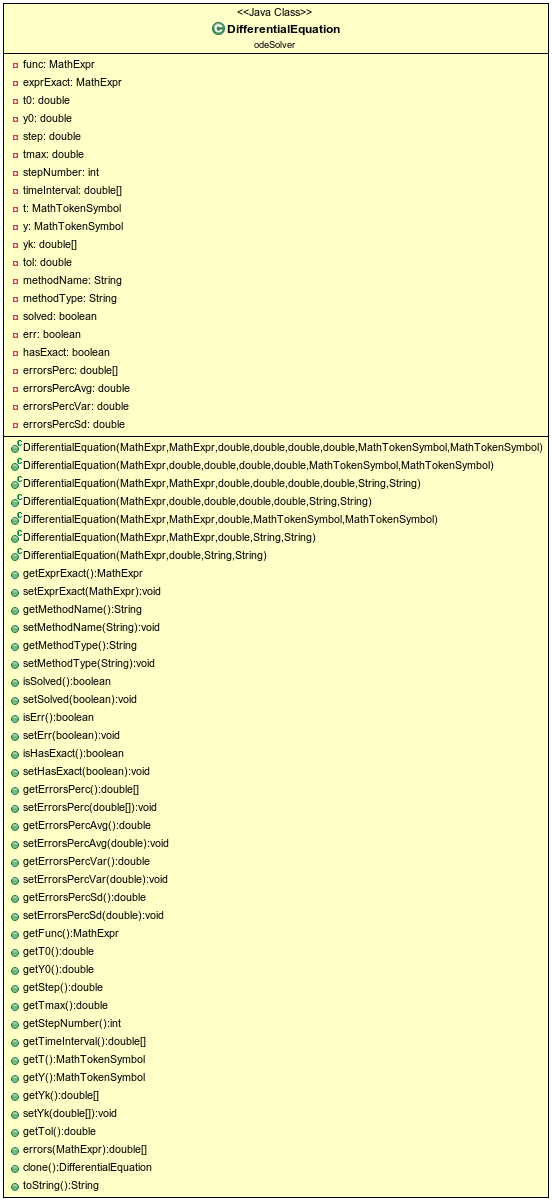 <<Java Class>>
C DifferentialEquation
odeSolver
func: MathExpr
exprExact: MathExpr
t0: double
y0: double
step: double
tmax: double
stepNumber: int
timeInterval: double[]
t: MathTokenSymbol
y: MathTokenSymbol
yk: double[]
tol: double
methodName: String
methodType: String
solved: boolean
err: boolean
hasExact: boolean
errorsPerc: double[]
errorsPercAvg: double
errorsPercVar: double
errorsPercSd: double
c DifferentialEquation(MathExpr,MathExpr,double,double,double,double,MathTokenSymbol,MathTokenSymbol)
c DifferentialEquation(MathExpr,double,double,double,double,MathTokenSymbol,MathTokenSymbol)
c DifferentialEquation(MathExpr,MathExpr,double,double,double,double,String,String)
c DifferentialEquation(MathExpr,double,double,double,double,String,String)
c DifferentialEquation(MathExpr,MathExpr,double,MathTokenSymbol,MathTokenSymbol)
c DifferentialEquation(MathExpr,MathExpr,double,String,String)
c DifferentialEquation(MathExpr,double,String,String)
getExprExact():MathExpr
setExprExact(MathExpr):void
getMethodName():String
setMethodName(String):void
getMethodType():String
setMethodType(String):void
isSolved():boolean
setSolved(boolean):void
isErr():boolean
setErr(boolean):void
isHasExact():boolean
setHasExact(boolean):void
getErrorsPerc():double[]
setErrorsPerc(double[]):void
getErrorsPercAvg():double
setErrorsPercAvg(double):void
getErrorsPercVar():double
setErrorsPercVar(double):void
getErrorsPercSd():double
setErrorsPercSd(double):void
getFunc():MathExpr
getT0():double
getY0():double
getStep():double
getTmax():double
getStepNumber():int
getTimeInterval():double[]
getT():MathTokenSymbol
getY():MathTokenSymbol
getYk():double[]
setYk(double[]):void
getTol():double
errors(MathExpr):double[]
clone():DifferentialEquation
toString():String